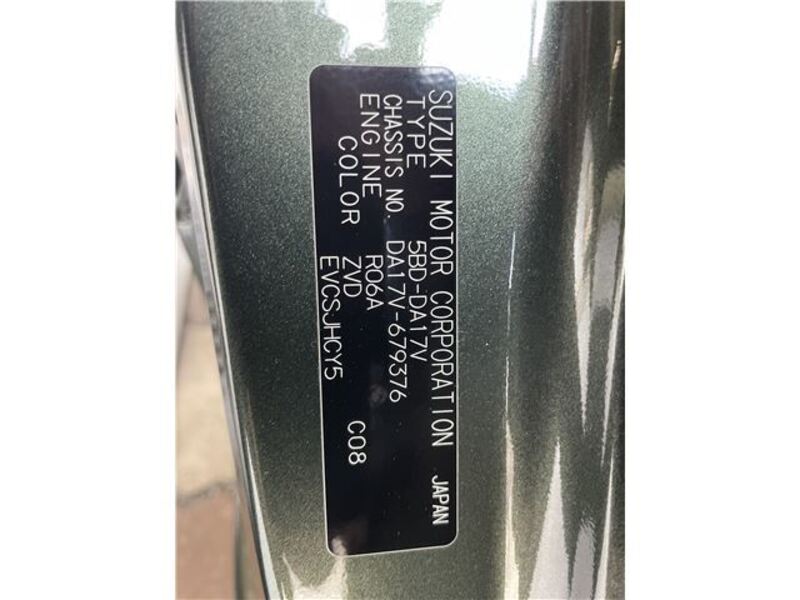 SUZUKI MOTOR CORPORATION JAPAN
TYPE 5BD-DA17V
CHASSIS NO. DA17V-679376
ENGINE R06A
COLOR ZVD C08
EVCSJHCY5